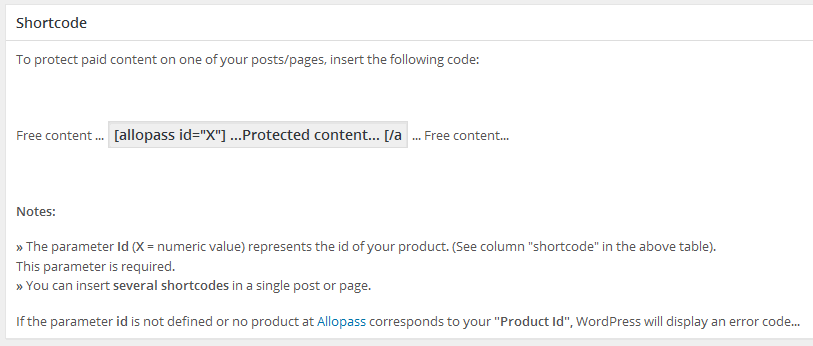 Shortcode
To protect paid content on one of your posts/pages, insert the following code:
Free content ... [allopass id="X"] ...Protected content... [/a ... Free content...
Notes:
» The parameter Id (X = numeric value) represents the id of your product. (See column "shortcode" in the above table).
This parameter is required.
» You can insert several shortcodes in a single post or page.
If the parameter id is not defined or no product at Allopass corresponds to your "Product Id", WordPress will display an error code...